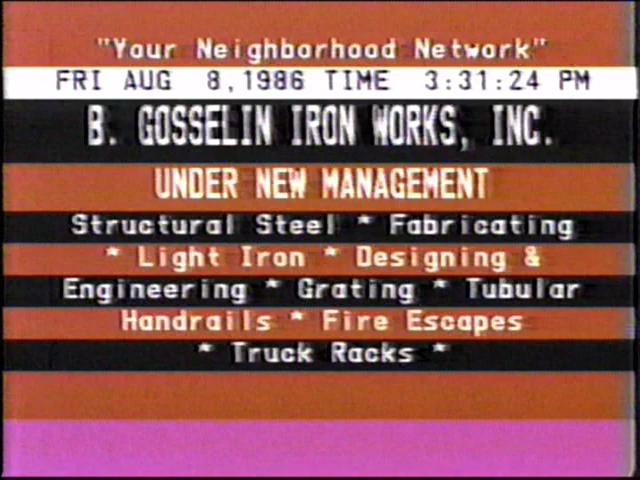 "Your Neighborhood Network"
FRI AUG  8,1986 TIME  3:31:24 PM
B. GOSSELIN IRON WORKS, INC.
UNDER NEW MANAGEMENT
Structural Steel * Fabricating
* Light Iron * Designing &
Engineering * Grating * Tubular
Handrails * Fire Escapes
* Truck Racks *